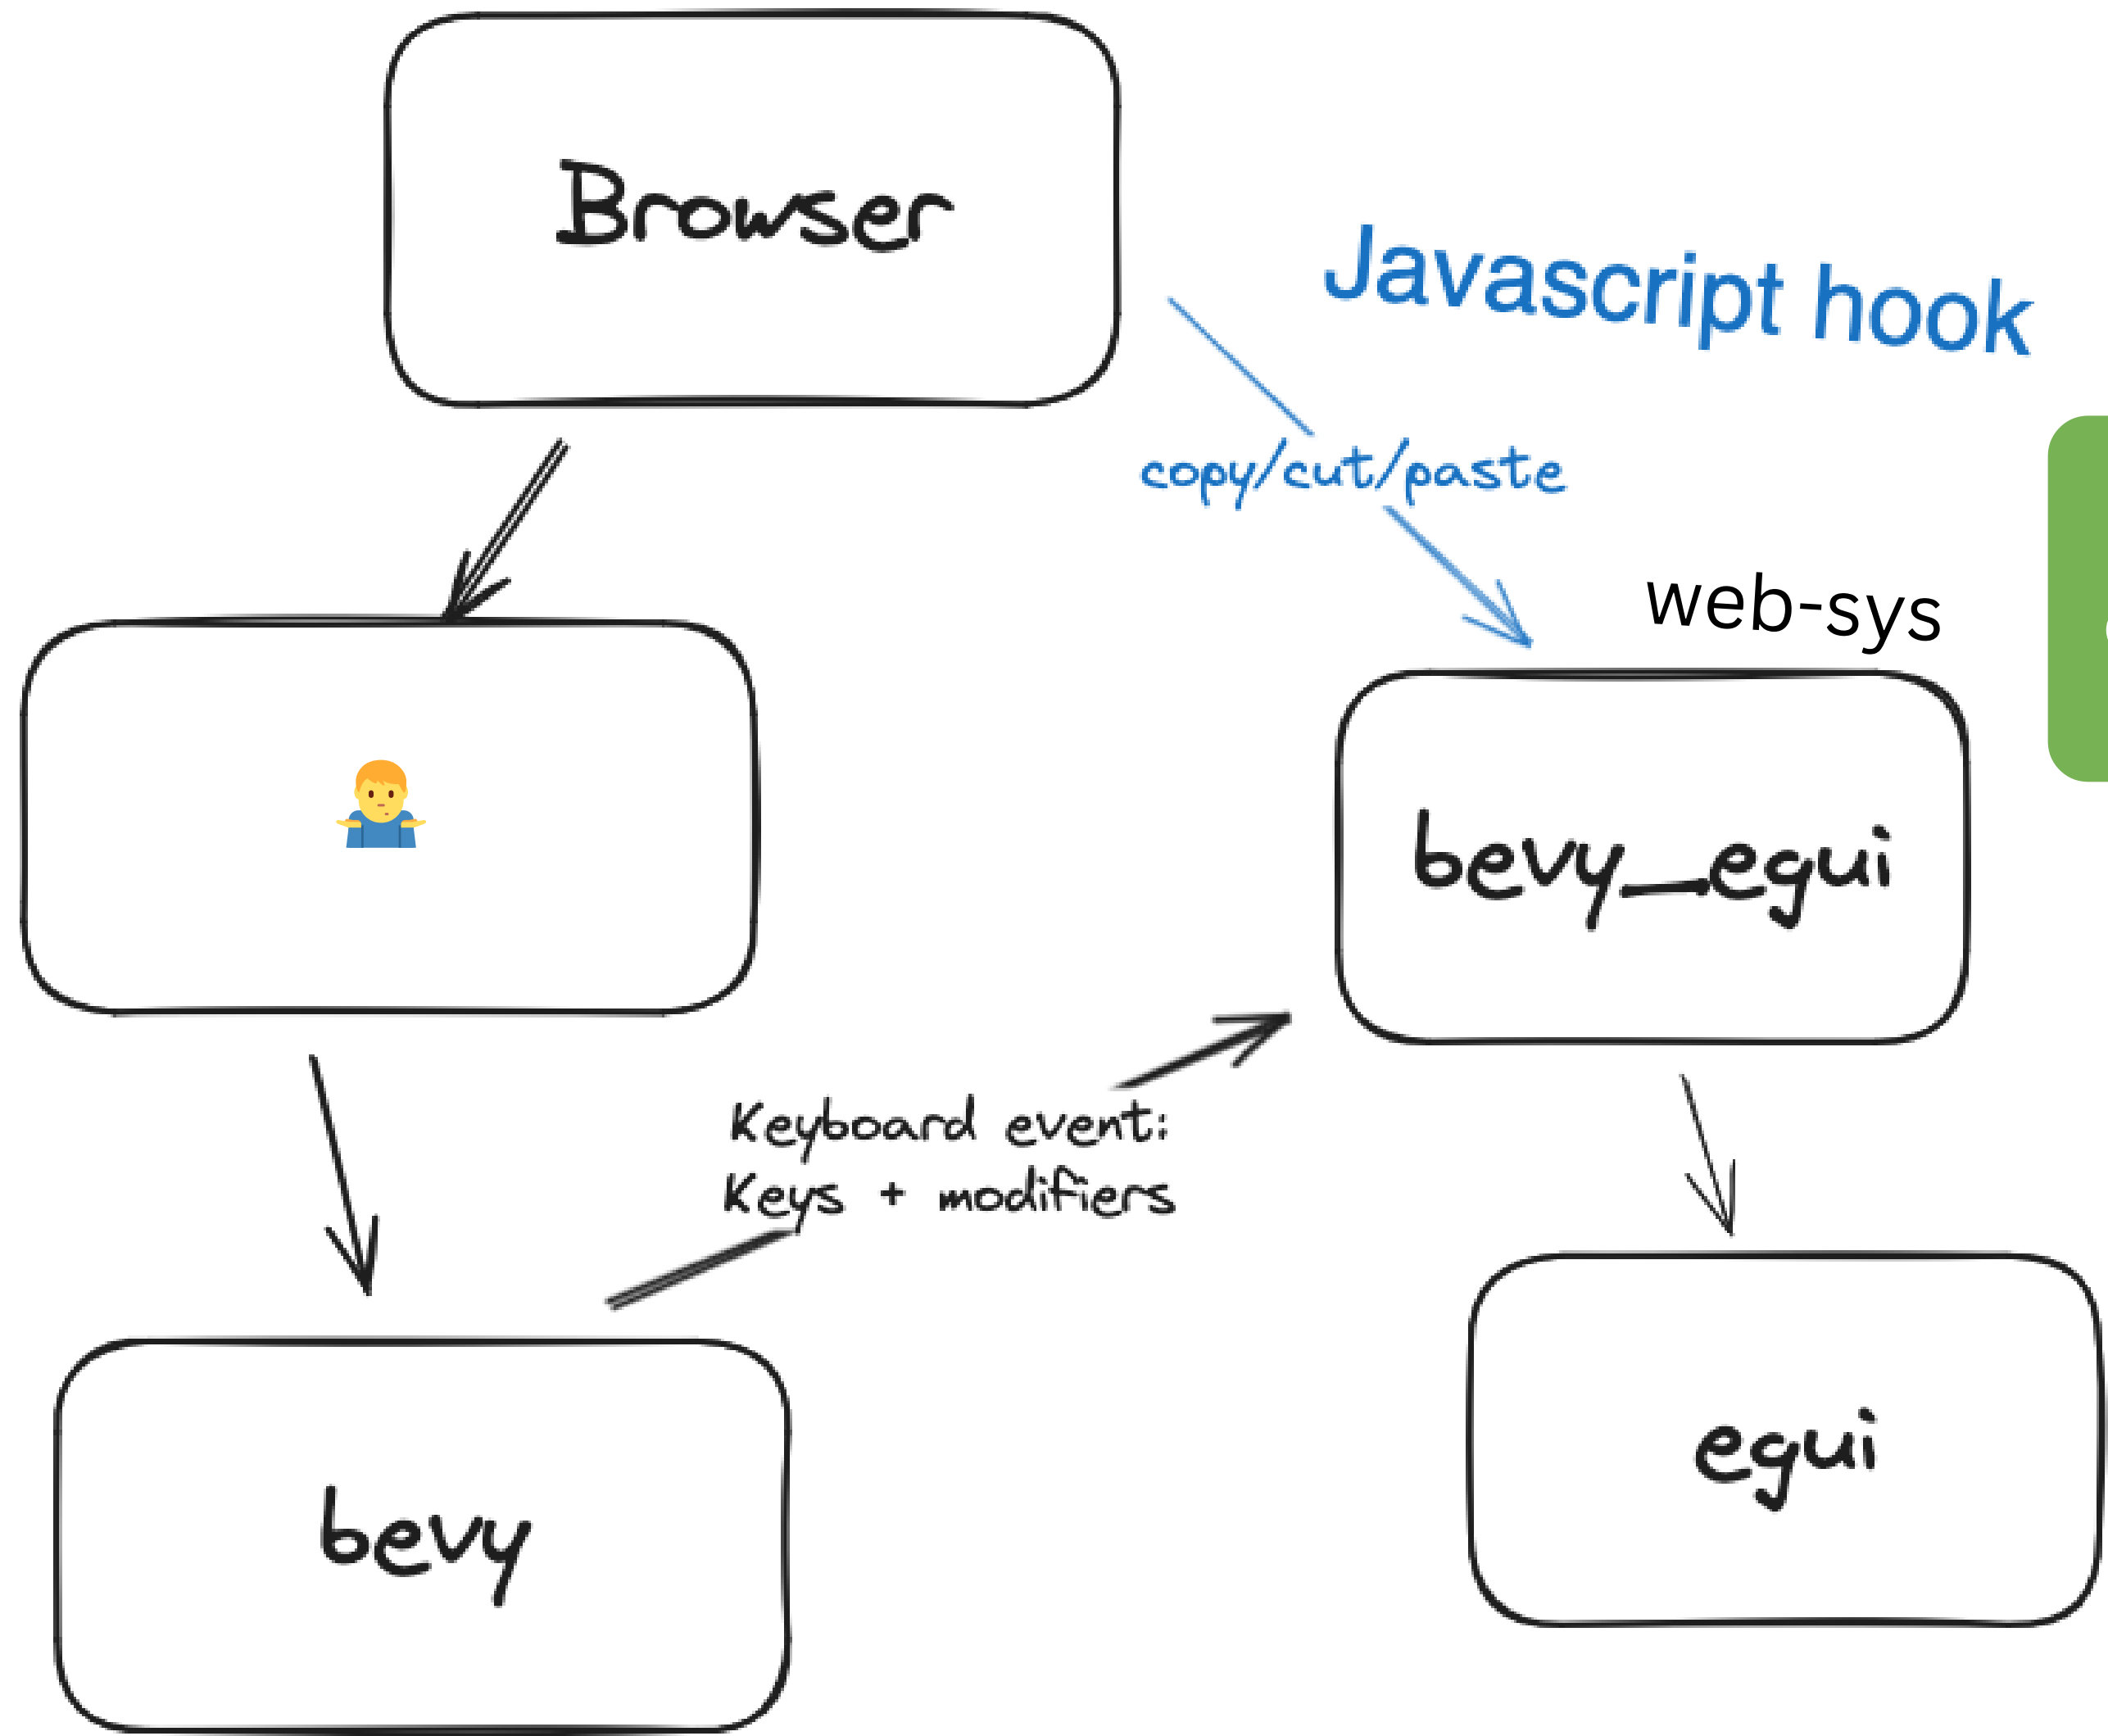 Browser
Javascript hook
copy/cut/paste
web-sys
bevy_egui
Keyboard event:
Keys + modifiers
egui
bevy